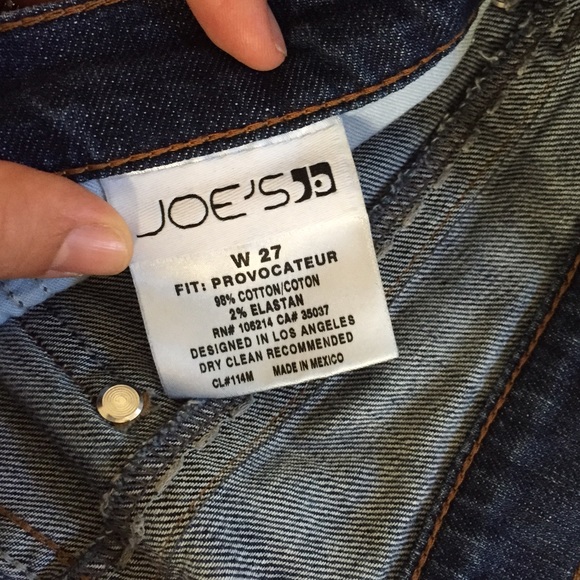 JOE'S
W 27
FIT: PROVOCATEUR
98% COTTON/COTON
2% ELASTAN
RN# 106214 CA# 35037
DESIGNED IN LOS ANGELES
DRY CLEAN RECOMMENDED
CL#114M MADE IN MEXICO